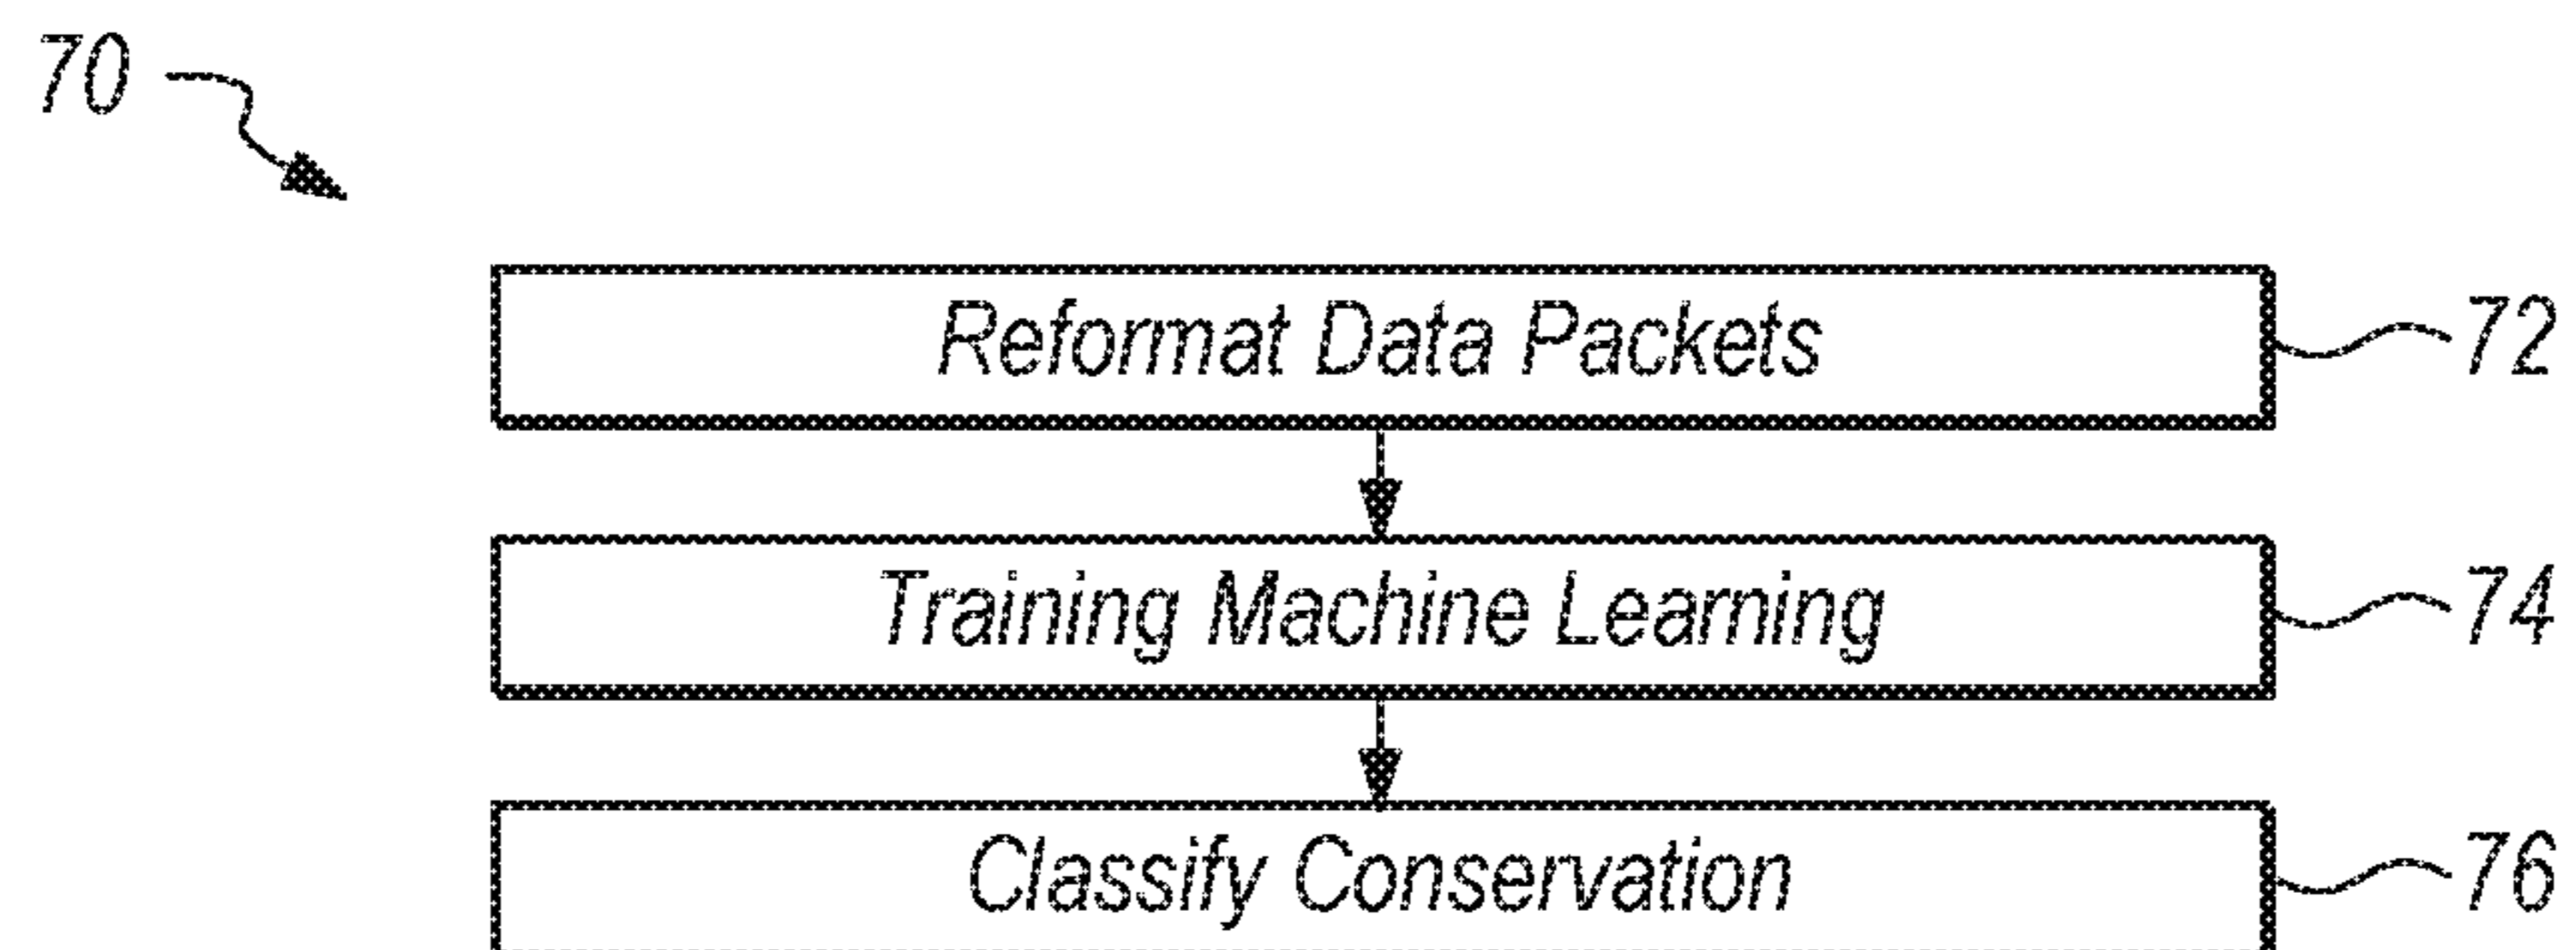 70
Reformat Data Packets 72
Training Machine Learning 74
Classify Conservation 76